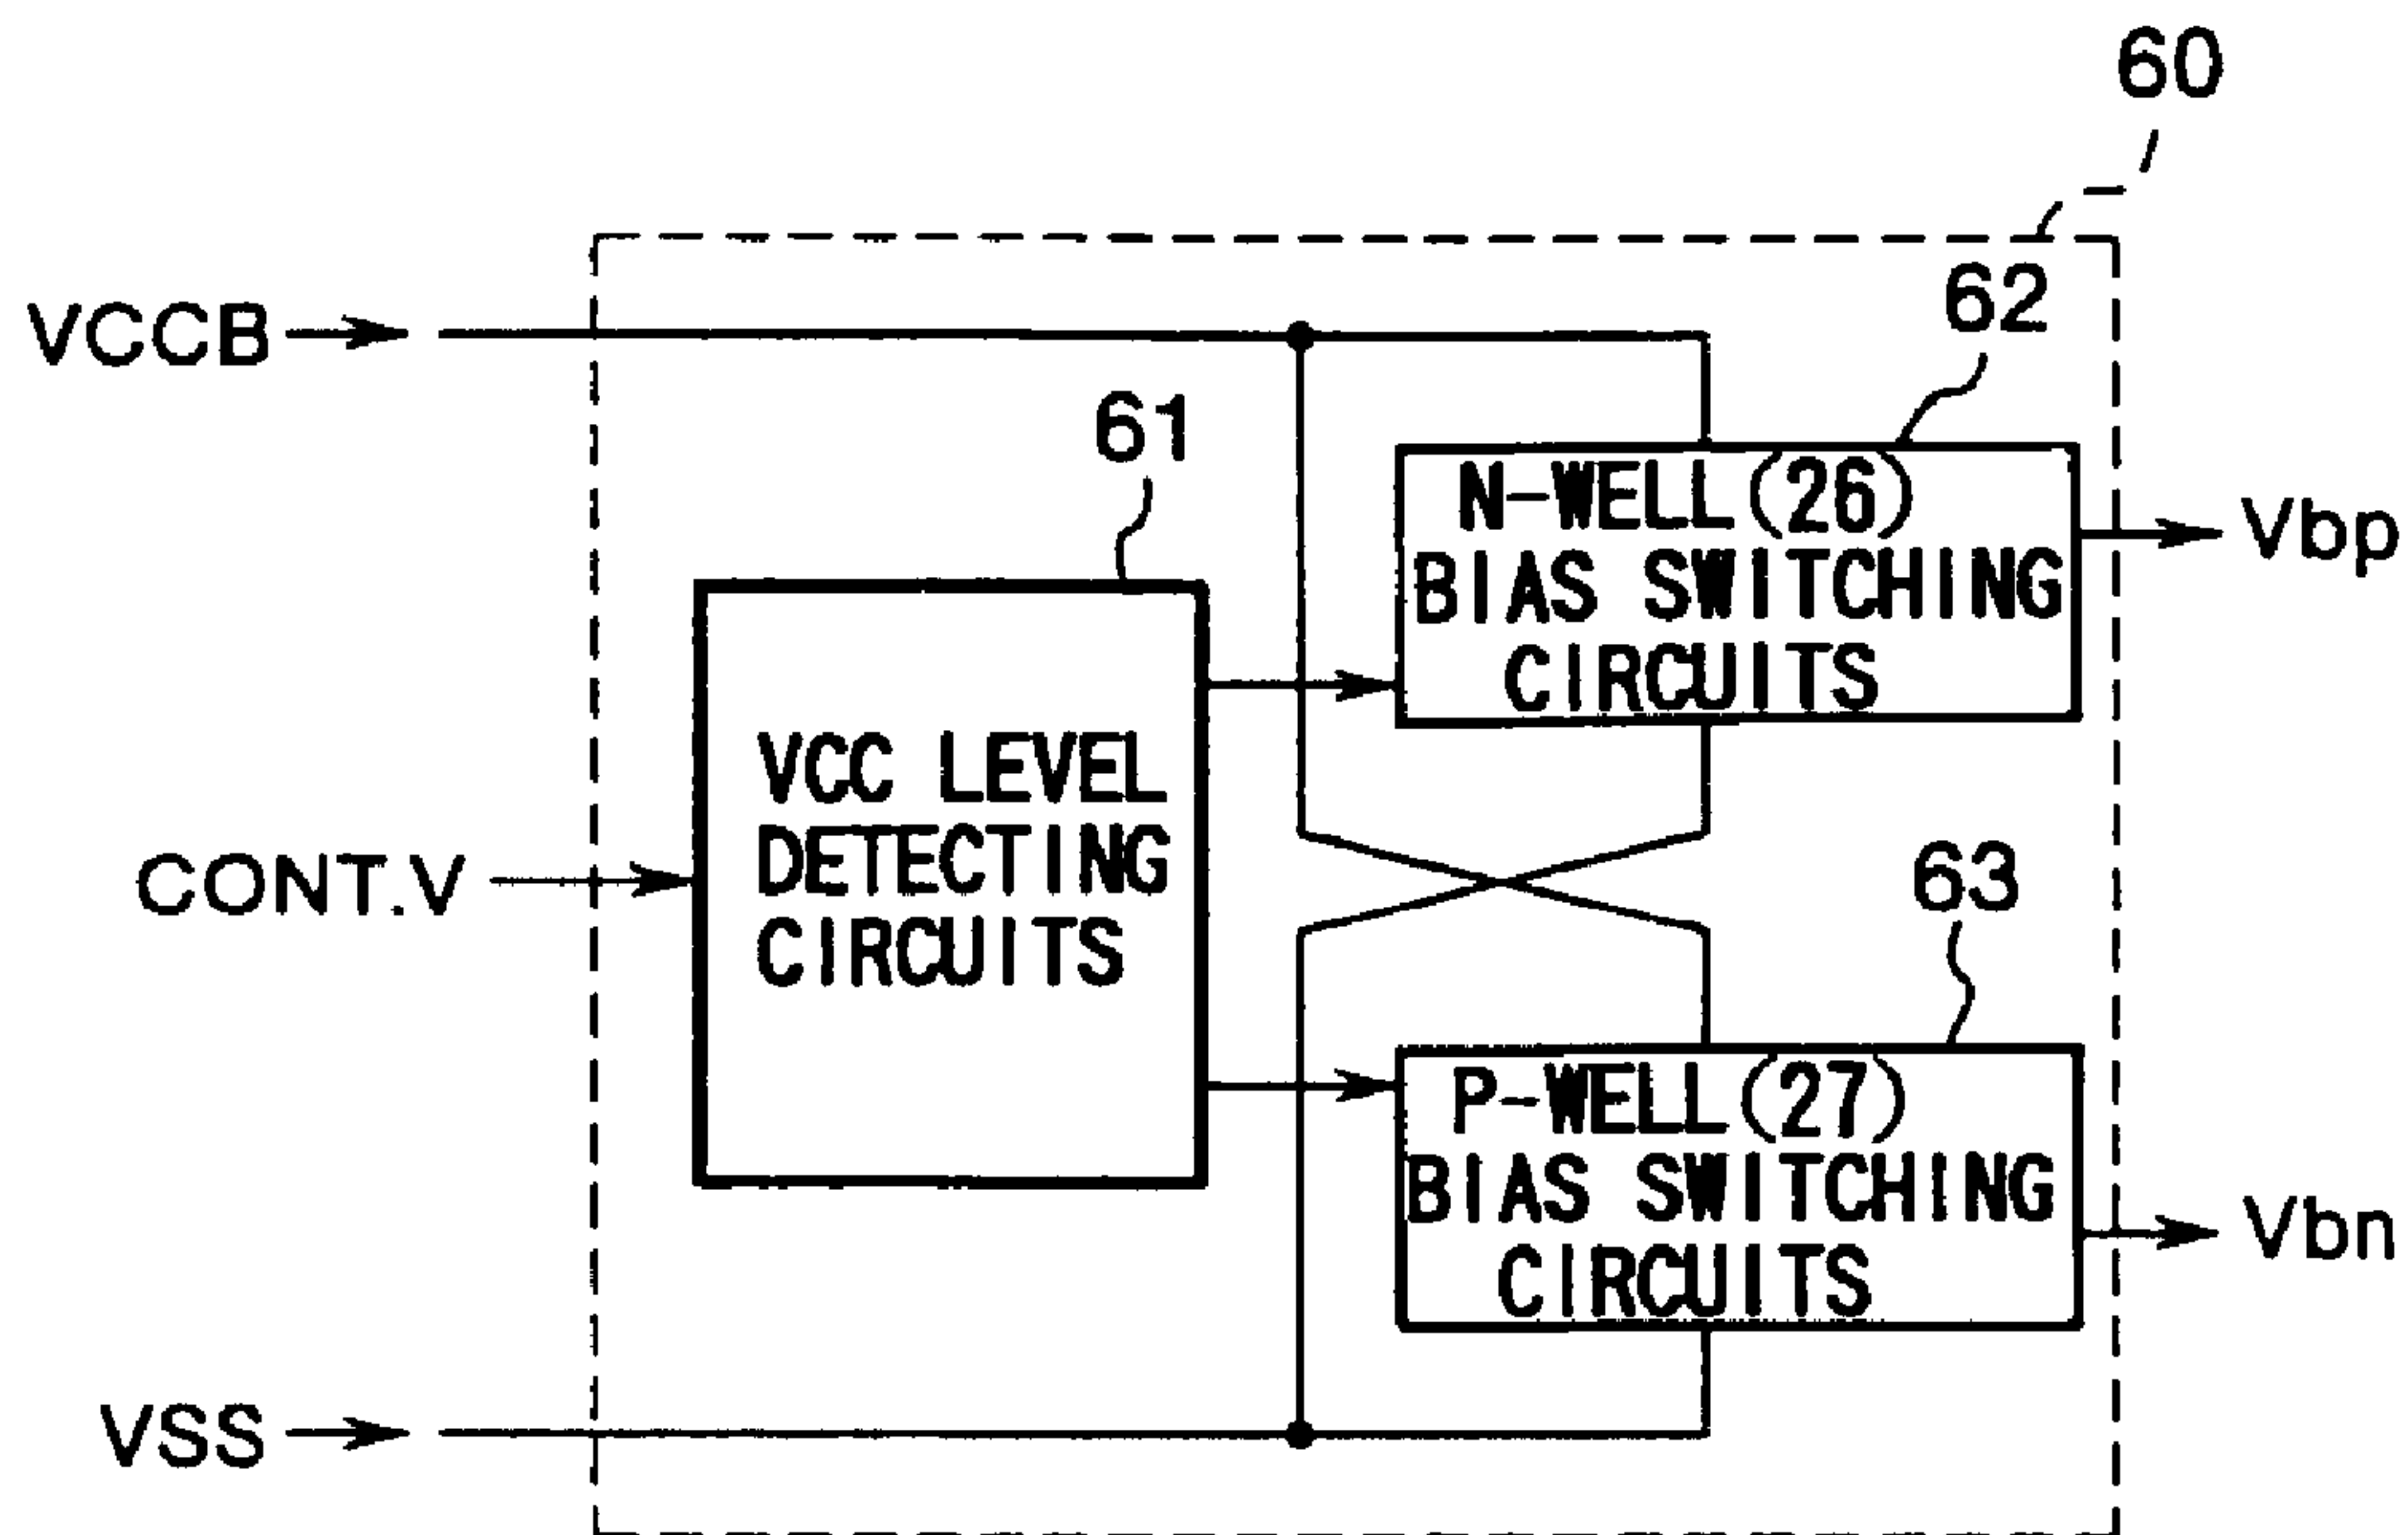 60
VCCB
62
61
N-WELL(26)
BIAS SWITCHING
CIRCUITS
Vbp
VCC LEVEL
DETECTING
CIRCUITS
CONT.V
63
P-WELL(27)
BIAS SWITCHING
CIRCUITS
Vbn
VSS